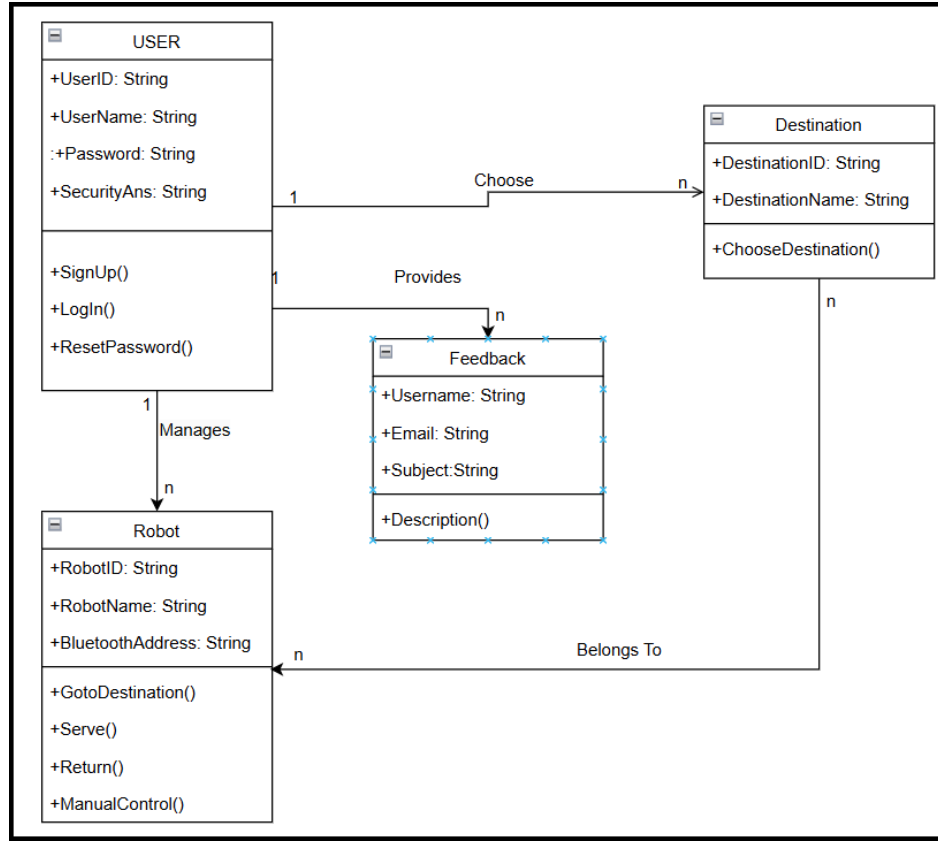 USER
+UserID: String
+UserName: String
:+Password: String
+SecurityAns: String
+SignUp()
+LogIn()
+ResetPassword()
1
Choose
n
Destination
+DestinationID: String
+DestinationName: String
+ChooseDestination()
n
1
Provides
n
Feedback
+Username: String
+Email: String
+Subject:String
+Description()
1
Manages
n
Robot
+RobotID: String
+RobotName: String
+BluetoothAddress: String
+GotoDestination()
+Serve()
+Return()
+ManualControl()
n
Belongs To